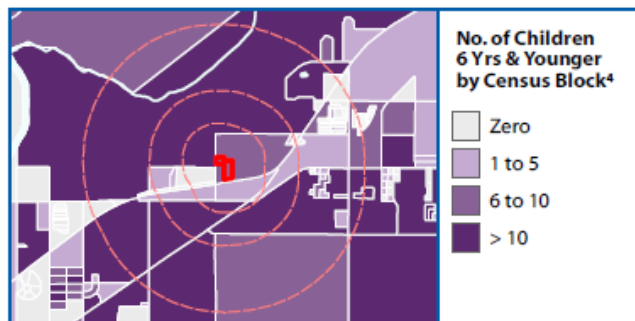 No. of Children
6 Yrs & Younger
by Census Block⁴
Zero
1 to 5
6 to 10
> 10